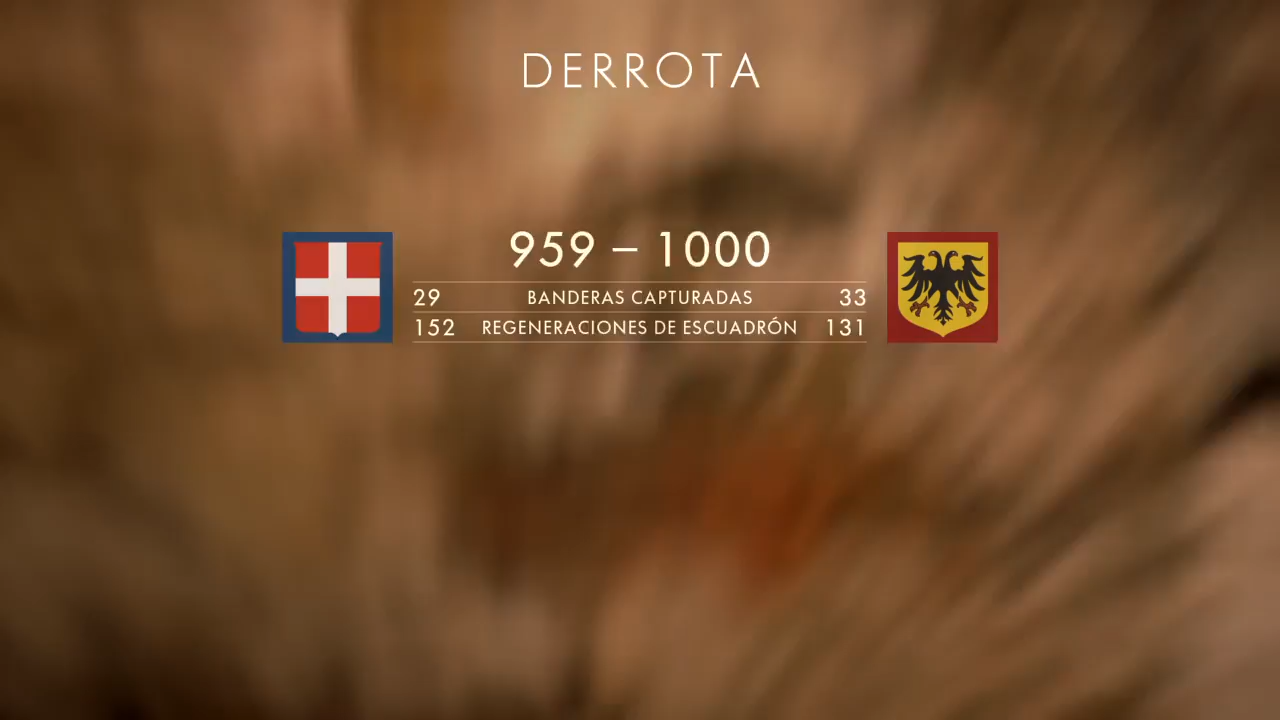 DERROTA
959 – 1000
29 BANDERAS CAPTURADAS 33
152 REGENERACIONES DE ESCUADRÓN 131